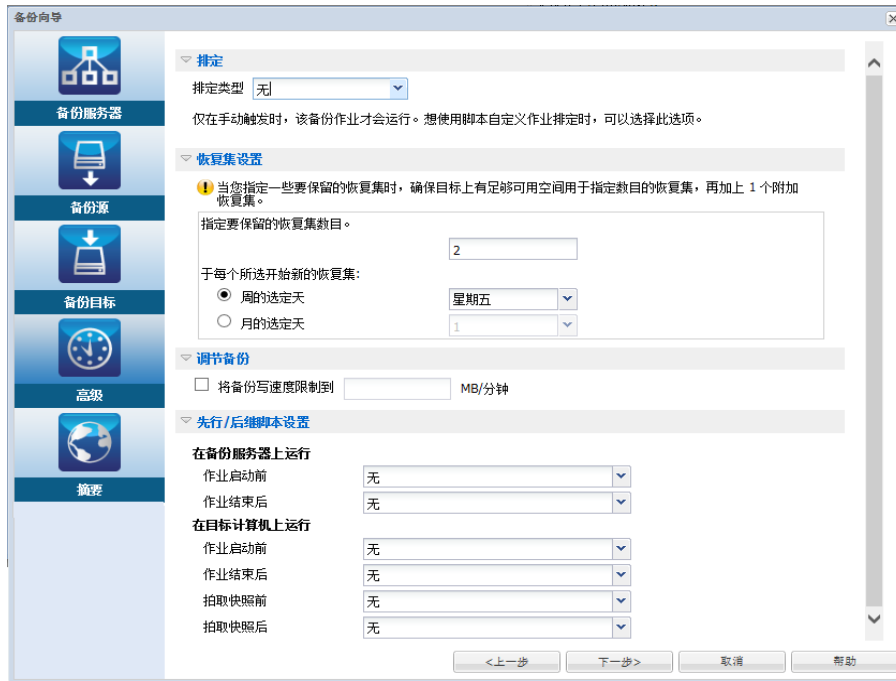 备份向导
备份服务器
备份源
备份目标
高级
摘要
排定
排定类型 无
仅在手动触发时，该备份作业才会运行。想使用脚本自定义作业排定时，可以选择此选项。
恢复集设置
当您指定一些要保留的恢复集时，确保目标上有足够可用空间用于指定数目的恢复集，再加上 1 个附加
恢复集。
指定要保留的恢复集数目。
2
于每个所选开始新的恢复集:
周的选定天 星期五
月的选定天 1
调节备份
将备份写速度限制到 MB/分钟
先行/后继脚本设置
在备份服务器上运行
作业启动前 无
作业结束后 无
在目标计算机上运行
作业启动前 无
作业结束后 无
拍取快照前 无
拍取快照后 无
<上一步 下一步> 取消 帮助